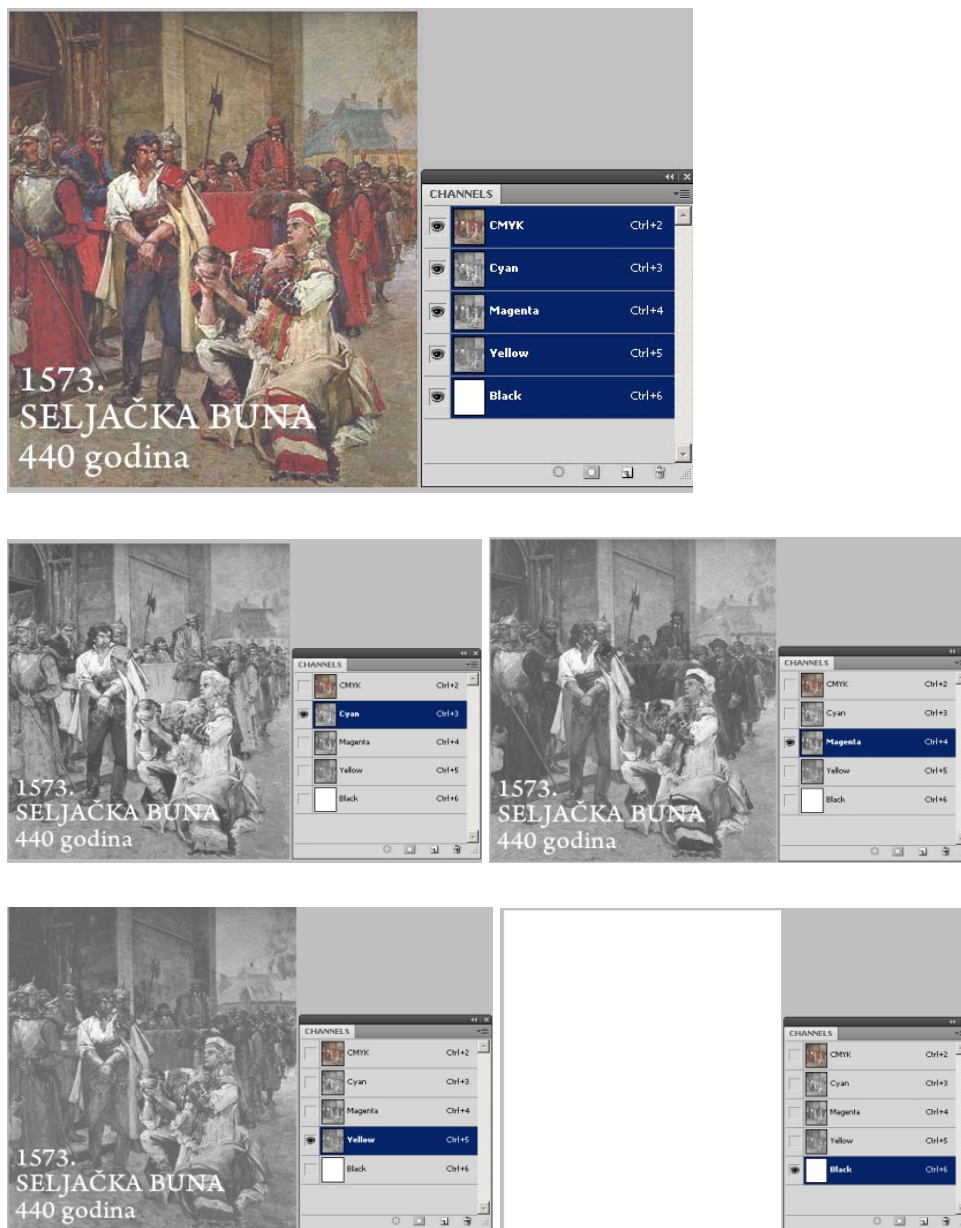 1573.
SELJAČKA BUNA
440 godina
CHANNELS
CMYK Ctrl+2
Cyan Ctrl+3
Magenta Ctrl+4
Yellow Ctrl+5
Black Ctrl+6
1573.
SELJAČKA BUNA
440 godina
CHANNELS
CMYK Ctrl+2
Cyan Ctrl+3
Magenta Ctrl+4
Yellow Ctrl+5
Black Ctrl+6
1573.
SELJAČKA BUNA
440 godina
CHANNELS
CMYK Ctrl+2
Cyan Ctrl+3
Magenta Ctrl+4
Yellow Ctrl+5
Black Ctrl+6
1573.
SELJAČKA BUNA
440 godina
CHANNELS
CMYK Ctrl+2
Cyan Ctrl+3
Magenta Ctrl+4
Yellow Ctrl+5
Black Ctrl+6
CHANNELS
CMYK Ctrl+2
Cyan Ctrl+3
Magenta Ctrl+4
Yellow Ctrl+5
Black Ctrl+6